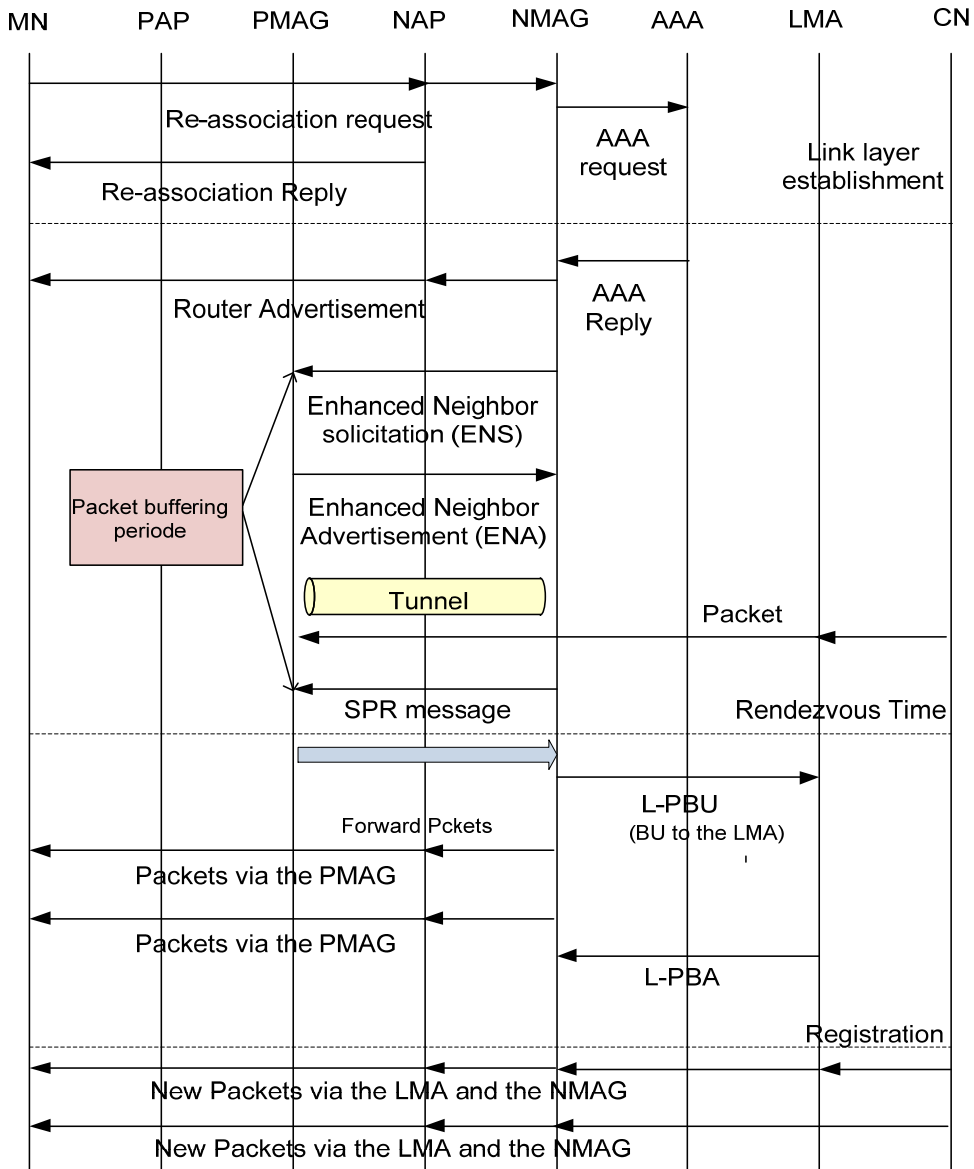 MN PAP PMAG NAP NMAG AAA LMA CN
Re-association request
AAA
request
Link layer
establishment
Re-association Reply
Router Advertisement
AAA
Reply
Enhanced Neighbor
solicitation (ENS)
Packet buffering
periode
Enhanced Neighbor
Advertisement (ENA)
Tunnel
Packet
SPR message
Rendezvous Time
L-PBU
(BU to the LMA)
Forward Pckets
Packets via the PMAG
Packets via the PMAG
L-PBA
Registration
New Packets via the LMA and the NMAG
New Packets via the LMA and the NMAG